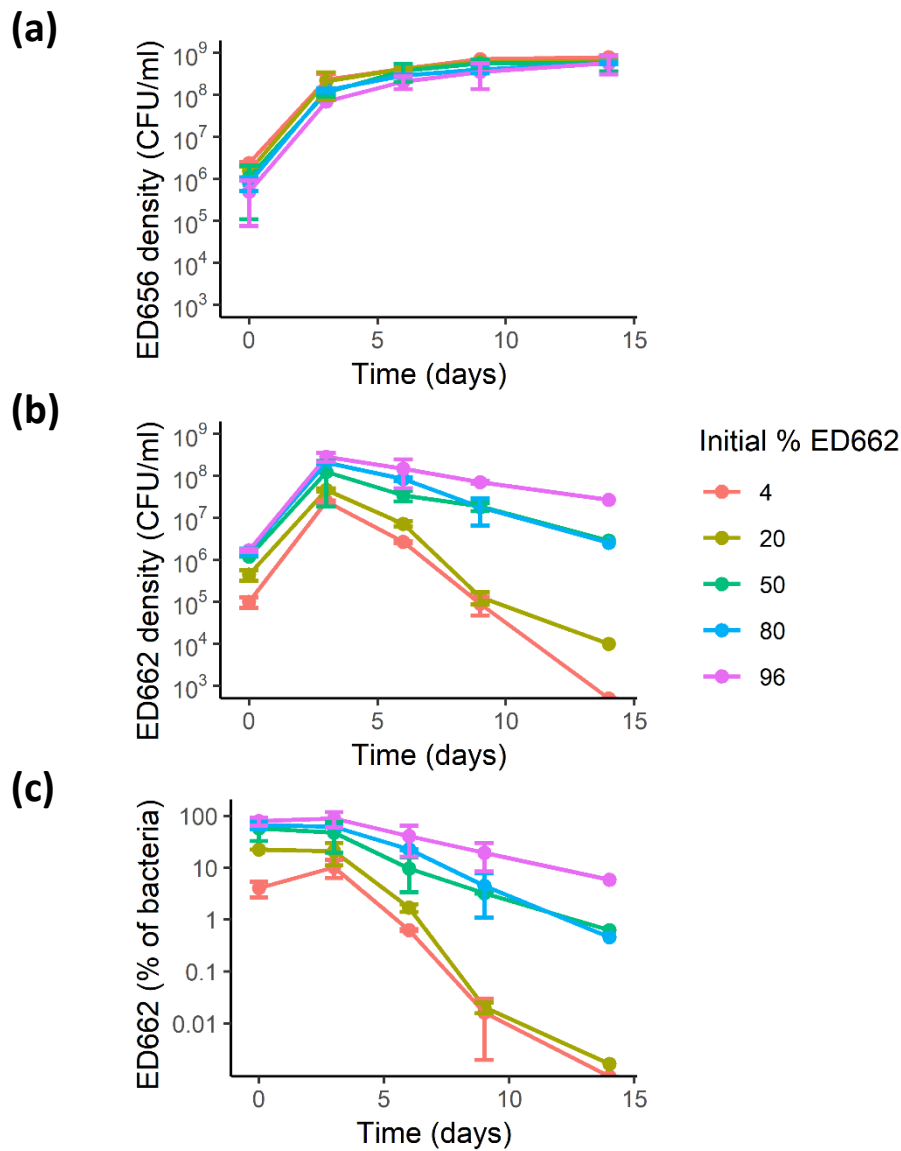 (a)
ED656 density (CFU/ml)
10⁹
10⁸
10⁷
10⁶
10⁵
10⁴
10³
0 5 10 15
Time (days)
(b)
ED662 density (CFU/ml)
10⁹
10⁸
10⁷
10⁶
10⁵
10⁴
10³
0 5 10 15
Time (days)
Initial % ED662
4
20
50
80
96
(c)
ED662 (% of bacteria)
100
10
1
0.1
0.01
0 5 10 15
Time (days)